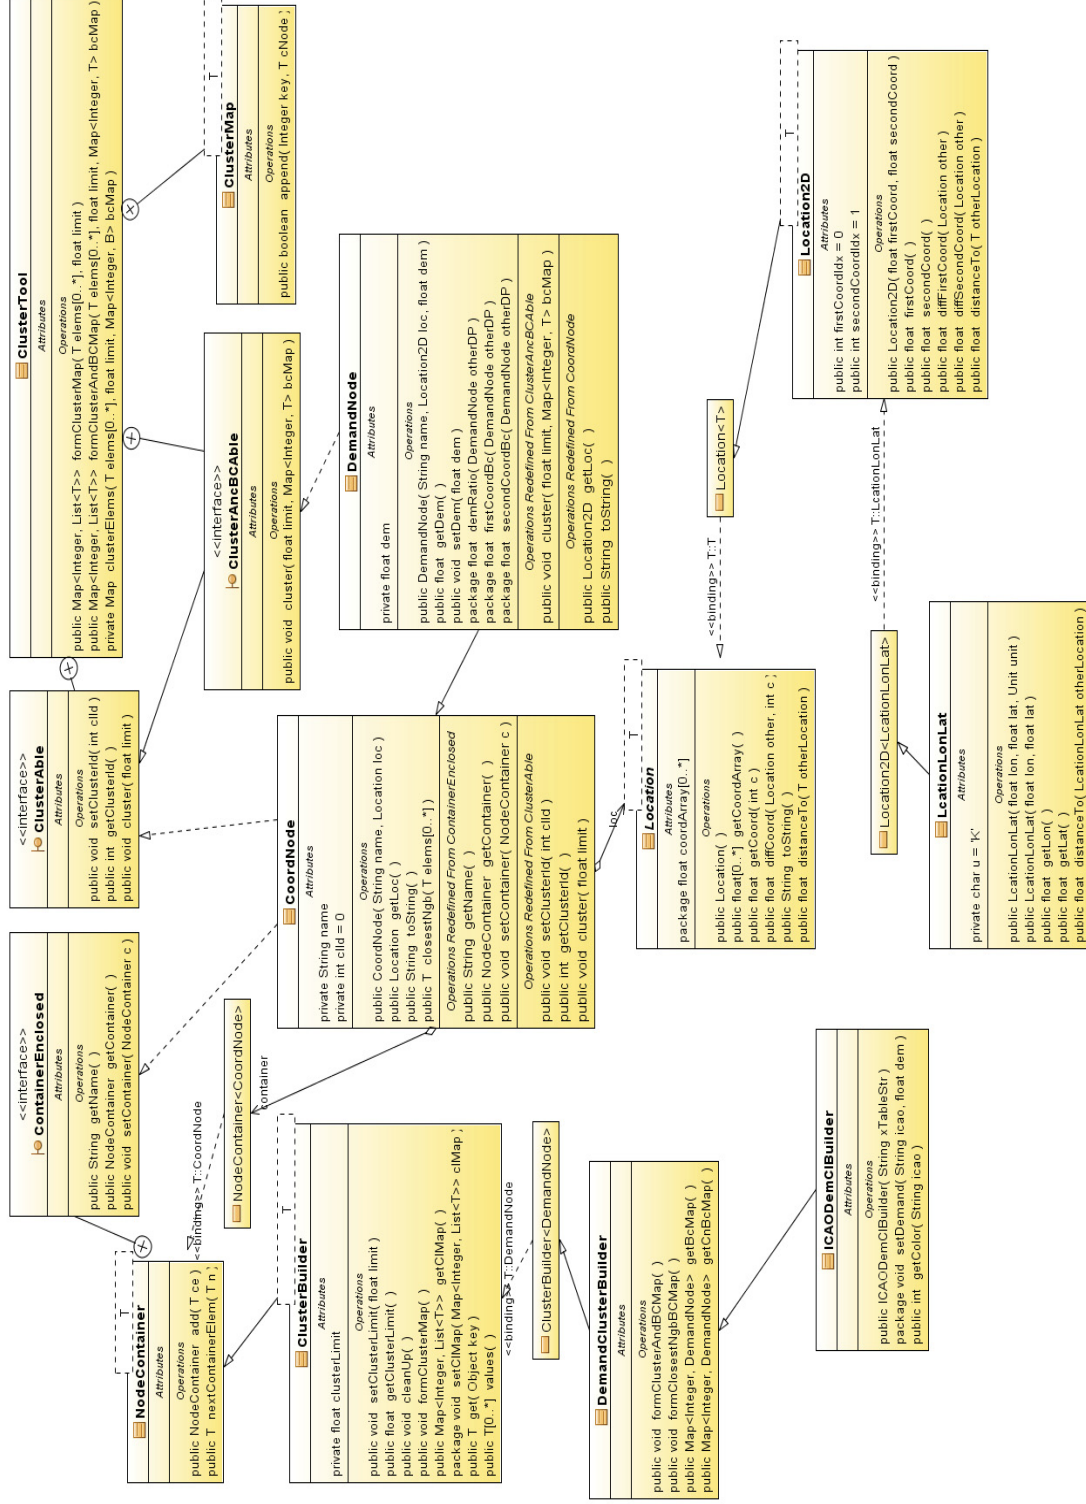 ClusterTool
Attributes
Operations
public Map<Integer, List<T>> formClusterMap( T elems[0..*], float limit )
public Map<Integer, List<T>> formClusterAndBCMap( T elems[0..*], float limit, Map<Integer, T> bcMap )
private Map clusterElems( T elems[0..*], float limit, Map<Integer, B> bcMap )
T
ClusterMap
Attributes
Operations
public boolean append( Integer key, T cNode )
<<interface>>
ClusterAble
Attributes
Operations
public void setClusterId( int clId )
public int getClusterId( )
public void cluster( float limit )
<<interface>>
ClusterAncBCAble
Attributes
Operations
public void cluster( float limit, Map<Integer, T> bcMap )
<<interface>>
ContainerEnclosed
Attributes
Operations
public String getName( )
public NodeContainer getContainer( )
public void setContainer( NodeContainer c )
T
NodeContainer
Attributes
Operations
public NodeContainer add( T ce )
public T nextContainerElem( T n )
<<binding>> T::CoordNode
NodeContainer<CoordNode>
container
CoordNode
Attributes
private String name
private int clId = 0
Operations
public CoordNode( String name, Location loc )
public Location getLoc( )
public String toString( )
public T closestNgb( T elems[0..*] )
Operations Redefined From ContainerEnclosed
public String getName( )
public NodeContainer getContainer( )
public void setContainer( NodeContainer c )
Operations Redefined From ClusterAble
public void setClusterId( int clId )
public int getClusterId( )
public void cluster( float limit )
DemandNode
Attributes
private float dem
Operations
public DemandNode( String name, Location2D loc, float dem )
public float getDem( )
public void setDem( float dem )
package float demRatio( DemandNode otherDP )
package float firstCoordBc( DemandNode otherDP )
package float secondCoordBc( DemandNode otherDP )
Operations Redefined From ClusterAncBCAble
public void cluster( float limit, Map<Integer, T> bcMap )
Operations Redefined From CoordNode
public Location2D getLoc( )
public String toString( )
T
ClusterBuilder
Attributes
private float clusterLimit
Operations
public void setClusterLimit( float limit )
public float getClusterLimit( )
public void cleanUp( )
public void formClusterMap( )
public Map<Integer, List<T>> getClMap( )
package void setClMap( Map<Integer, List<T>> clMap )
public T get( Object key )
public T[0..*] values( )
<<binding>> T::DemandNode
ClusterBuilder<DemandNode>
DemandClusterBuilder
Attributes
Operations
public void formClusterAndBCMap( )
public void formClosestNgbBCMap( )
public Map<Integer, DemandNode> getBcMap( )
public Map<Integer, DemandNode> getCnBcMap( )
ICAODemClBuilder
Attributes
Operations
public ICAODemClBuilder( String xTableStr )
package void setDemand( String icao, float dem )
public int getColor( String icao )
loc
T
Location
Attributes
package float coordArray[0..*]
Operations
public Location( )
public float[0..*] getCoordArray( )
public float getCoord( int c )
public float diffCoord( Location other, int c )
public String toString( )
public float distanceTo( T otherLocation )
<<binding>> T::T
Location<T>
T
Location2D
Attributes
public int firstCoordIdx = 0
public int secondCoordIdx = 1
Operations
public Location2D( float firstCoord, float secondCoord )
public float firstCoord( )
public float secondCoord( )
public float diffFirstCoord( Location other )
public float diffSecondCoord( Location other )
public float distanceTo( T otherLocation )
<<binding>> T::LcationLonLat
Location2D<LcationLonLat>
LcationLonLat
Attributes
private char u = 'K'
Operations
public LcationLonLat( float lon, float lat, Unit unit )
public LcationLonLat( float lon, float lat )
public float getLon( )
public float getLat( )
public float distanceTo( LcationLonLat otherLocation )